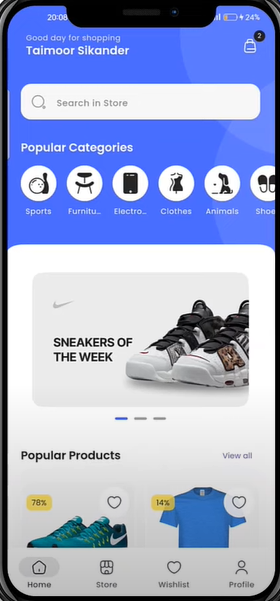 20:08
24%
Good day for shopping
Taimoor Sikander
2
Search in Store
Popular Categories
Sports
Furnitu...
Electro...
Clothes
Animals
Shoe
SNEAKERS OF
THE WEEK
Popular Products
View all
78%
14%
Home
Store
Wishlist
Profile